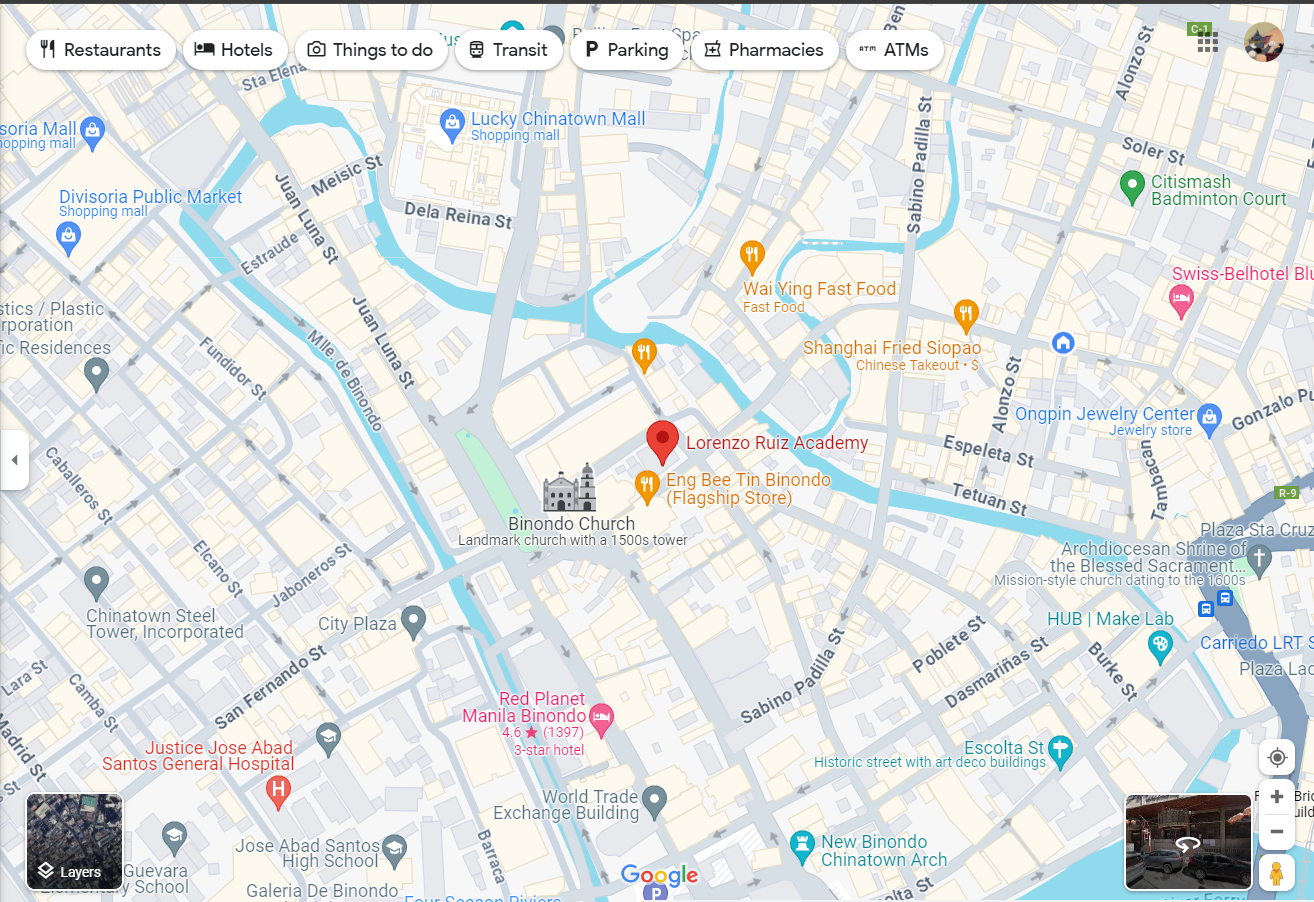 Restaurants
Hotels
Things to do
Transit
Parking
Pharmacies
ATMs
C-1
Sta Elena
Alonzo St
Lucky Chinatown Mall
Shopping mall
soria Mall
hopping mall
Sabino Padilla St
Soler St
Meisic St
Juan Luna St
Citismash
Badminton Court
Divisoria Public Market
Shopping mall
Dela Reina St
Estraude
Wai Ying Fast Food
Fast Food
Swiss-Belhotel Blu
stics / Plastic
rporation
ic Residences
Juan Luna St
Mlle. de Binondo
Fundidor St
Shanghai Fried Siopao
Chinese Takeout • $
Alonzo St
Ongpin Jewelry Center
Jewelry store
Gonzalo Pu
Lorenzo Ruiz Academy
Espeleta St
Tambacan
Caballeros St
Eng Bee Tin Binondo
(Flagship Store)
Tetuan St
R-9
Binondo Church
Landmark church with a 1500s tower
Plaza Sta Cruz
Archdiocesan Shrine of
the Blessed Sacrament...
Mission-style church dating to the 1600s
Elcano St
Jaboneros St
Chinatown Steel
Tower, Incorporated
City Plaza
HUB | Make Lab
Carriedo LRT S
Plaza Lac
Poblete St
Dasmariñas St
Burke St
Sabino Padilla St
Lara St
Camba St
San Fernando St
Madrid St
Red Planet
Manila Binondo
4.6 ★ (1397)
3-star hotel
Justice Jose Abad
Santos General Hospital
Escolta St
Historic street with art deco buildings
World Trade
Exchange Building
Barraca
Layers
Jose Abad Santos
High School
New Binondo
Chinatown Arch
Guevara
Elementary School
Galeria De Binondo
Google
P
Four Season Riviera